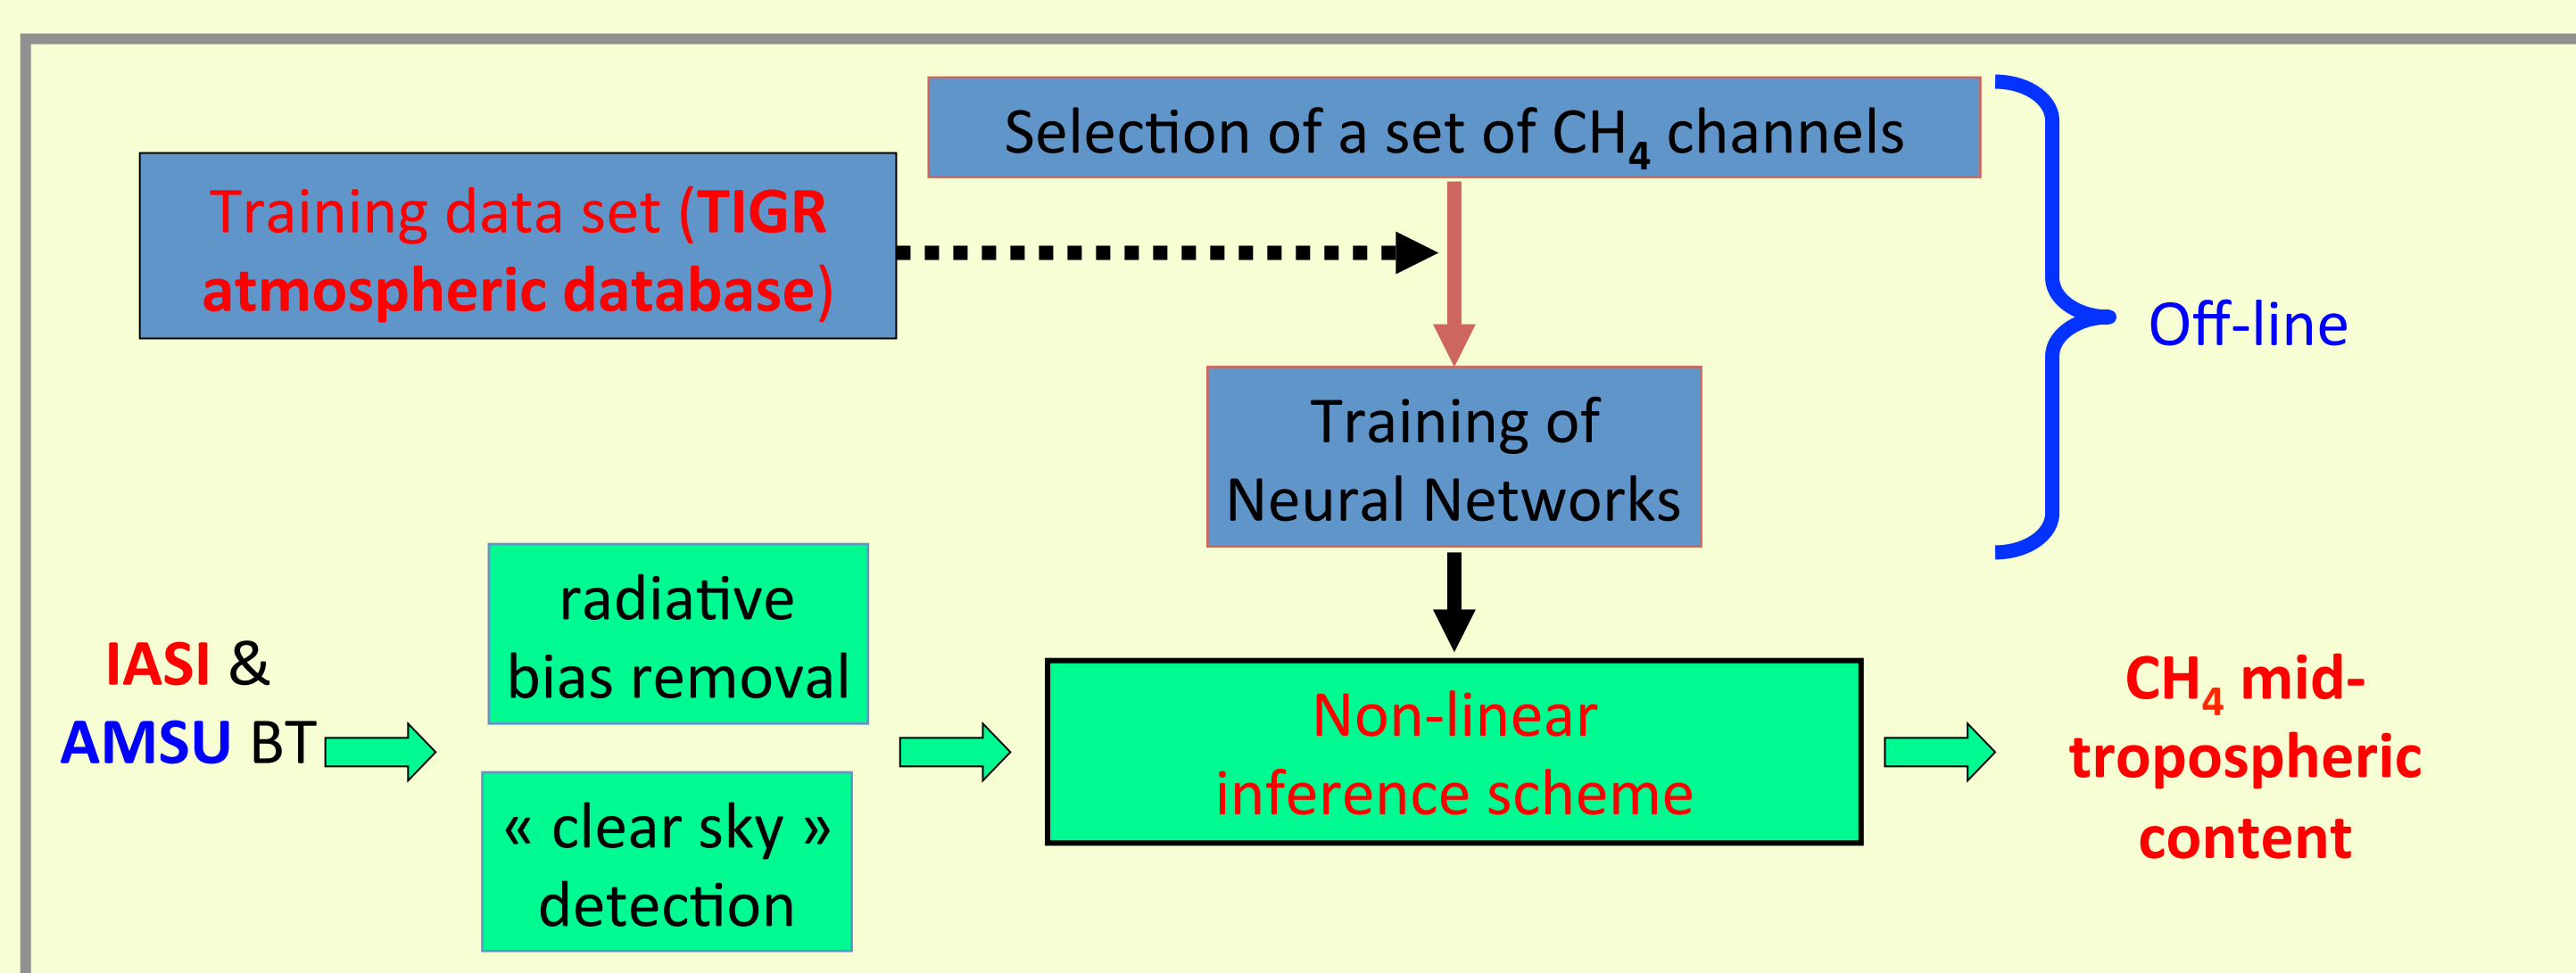 Selection of a set of CH₄ channels
Training data set (TIGR
atmospheric database)
Off-line
Training of
Neural Networks
radiative
bias removal
IASI &
AMSU BT
« clear sky »
detection
Non-linear
inference scheme
CH₄ mid-
tropospheric
content